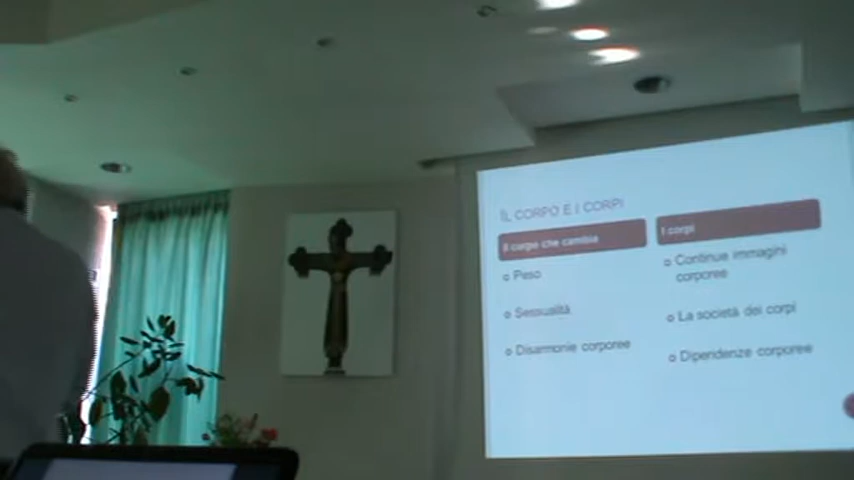 IL CORPO E I CORPI
Il corpo che cambia
Peso
Sessualità
Disarmonie corporee
I corpi
Continue immagini
corporee
La società dei corpi
Dipendenze corporee